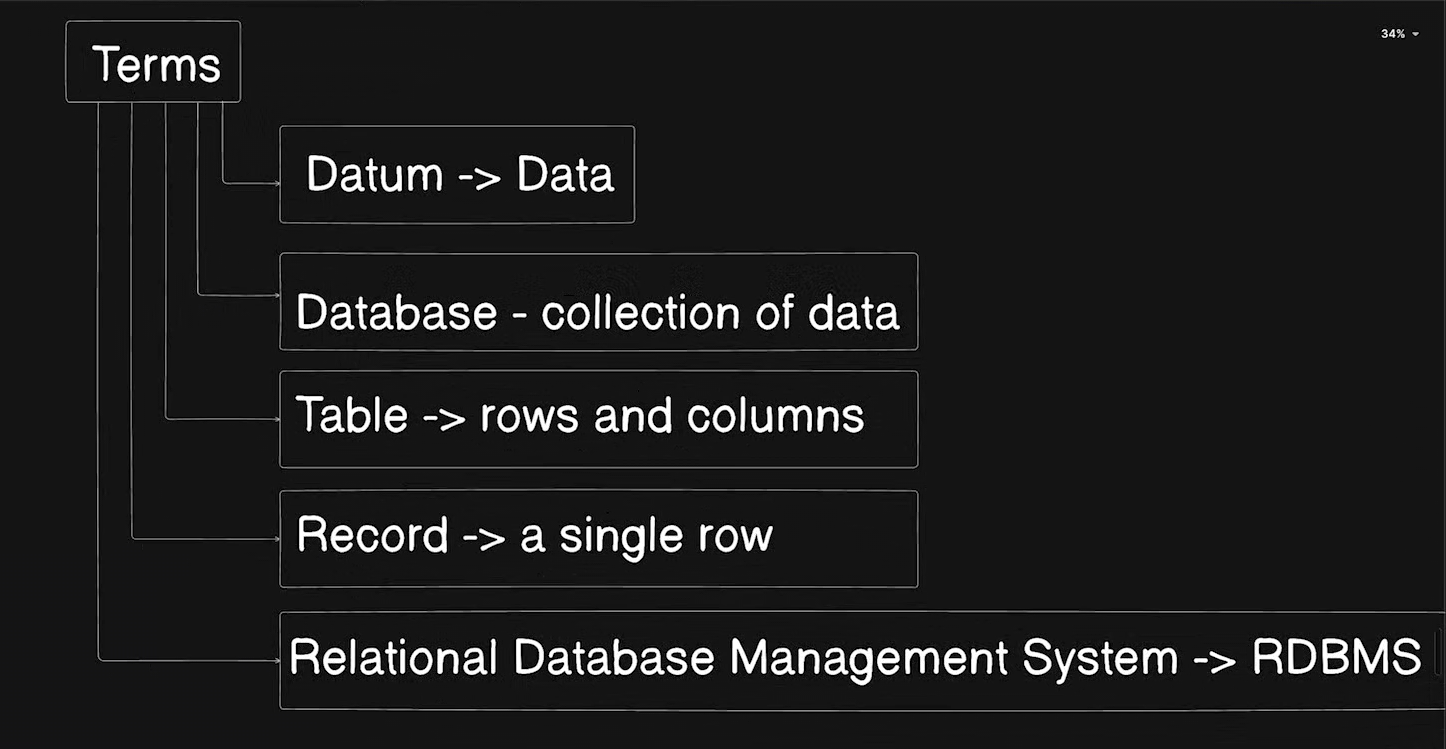 34%
Terms
Datum -> Data
Database - collection of data
Table -> rows and columns
Record -> a single row
Relational Database Management System -> RDBMS